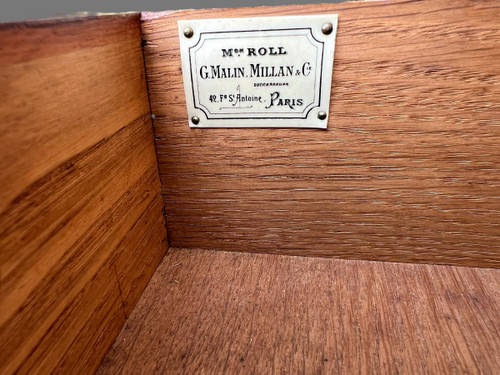 Mon ROLL
G. MALIN. MILLAN & Cie
SUCCESSEURS
42, Fg St Antoine. PARIS